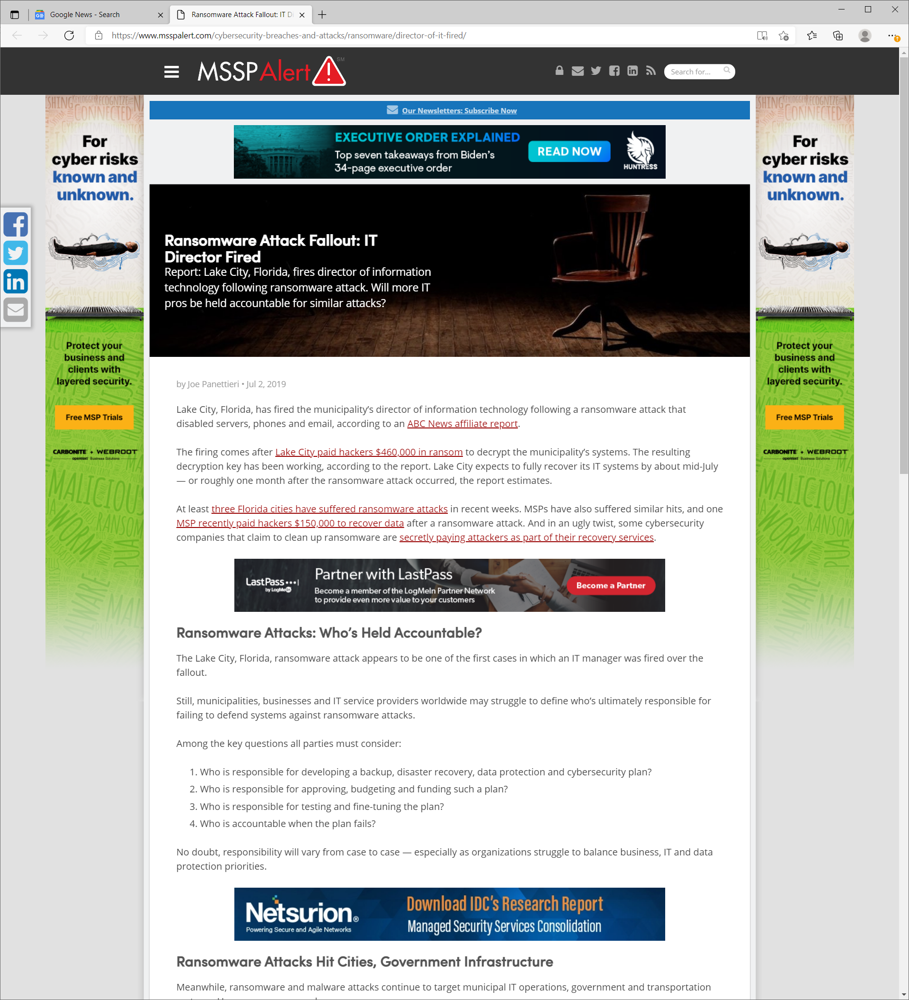 Google News - Search
Ransomware Attack Fallout: IT Di
https://www.msspalert.com/cybersecurity-breaches-and-attacks/ransomware/director-of-it-fired/
MSSP Alert SM
Search for...
Our Newsletters: Subscribe Now
EXECUTIVE ORDER EXPLAINED
Top seven takeaways from Biden's
34-page executive order
READ NOW
HUNTRESS
For
cyber risks
known and
unknown.
Protect your
business and
clients with
layered security.
Free MSP Trials
CARBONITE + WEBROOT
opentext Business Solutions
For
cyber risks
known and
unknown.
Protect your
business and
clients with
layered security.
Free MSP Trials
CARBONITE + WEBROOT
opentext Business Solutions
Ransomware Attack Fallout: IT
Director Fired
Report: Lake City, Florida, fires director of information
technology following ransomware attack. Will more IT
pros be held accountable for similar attacks?
by Joe Panettieri • Jul 2, 2019
Lake City, Florida, has fired the municipality’s director of information technology following a ransomware attack that
disabled servers, phones and email, according to an ABC News affiliate report.
The firing comes after Lake City paid hackers $460,000 in ransom to decrypt the municipality’s systems. The resulting
decryption key has been working, according to the report. Lake City expects to fully recover its IT systems by about mid-July
— or roughly one month after the ransomware attack occurred, the report estimates.
At least three Florida cities have suffered ransomware attacks in recent weeks. MSPs have also suffered similar hits, and one
MSP recently paid hackers $150,000 to recover data after a ransomware attack. And in an ugly twist, some cybersecurity
companies that claim to clean up ransomware are secretly paying attackers as part of their recovery services.
LastPass•••|
by LogMeIn
Partner with LastPass
Become a member of the LogMeIn Partner Network
to provide even more value to your customers
Become a Partner
Ransomware Attacks: Who’s Held Accountable?
The Lake City, Florida, ransomware attack appears to be one of the first cases in which an IT manager was fired over the
fallout.
Still, municipalities, businesses and IT service providers worldwide may struggle to define who’s ultimately responsible for
failing to defend systems against ransomware attacks.
Among the key questions all parties must consider:
1. Who is responsible for developing a backup, disaster recovery, data protection and cybersecurity plan?
2. Who is responsible for approving, budgeting and funding such a plan?
3. Who is responsible for testing and fine-tuning the plan?
4. Who is accountable when the plan fails?
No doubt, responsibility will vary from case to case — especially as organizations struggle to balance business, IT and data
protection priorities.
Netsurion®
Powering Secure and Agile Networks
Download IDC's Research Report
Managed Security Services Consolidation
Ransomware Attacks Hit Cities, Government Infrastructure
Meanwhile, ransomware and malware attacks continue to target municipal IT operations, government and transportation